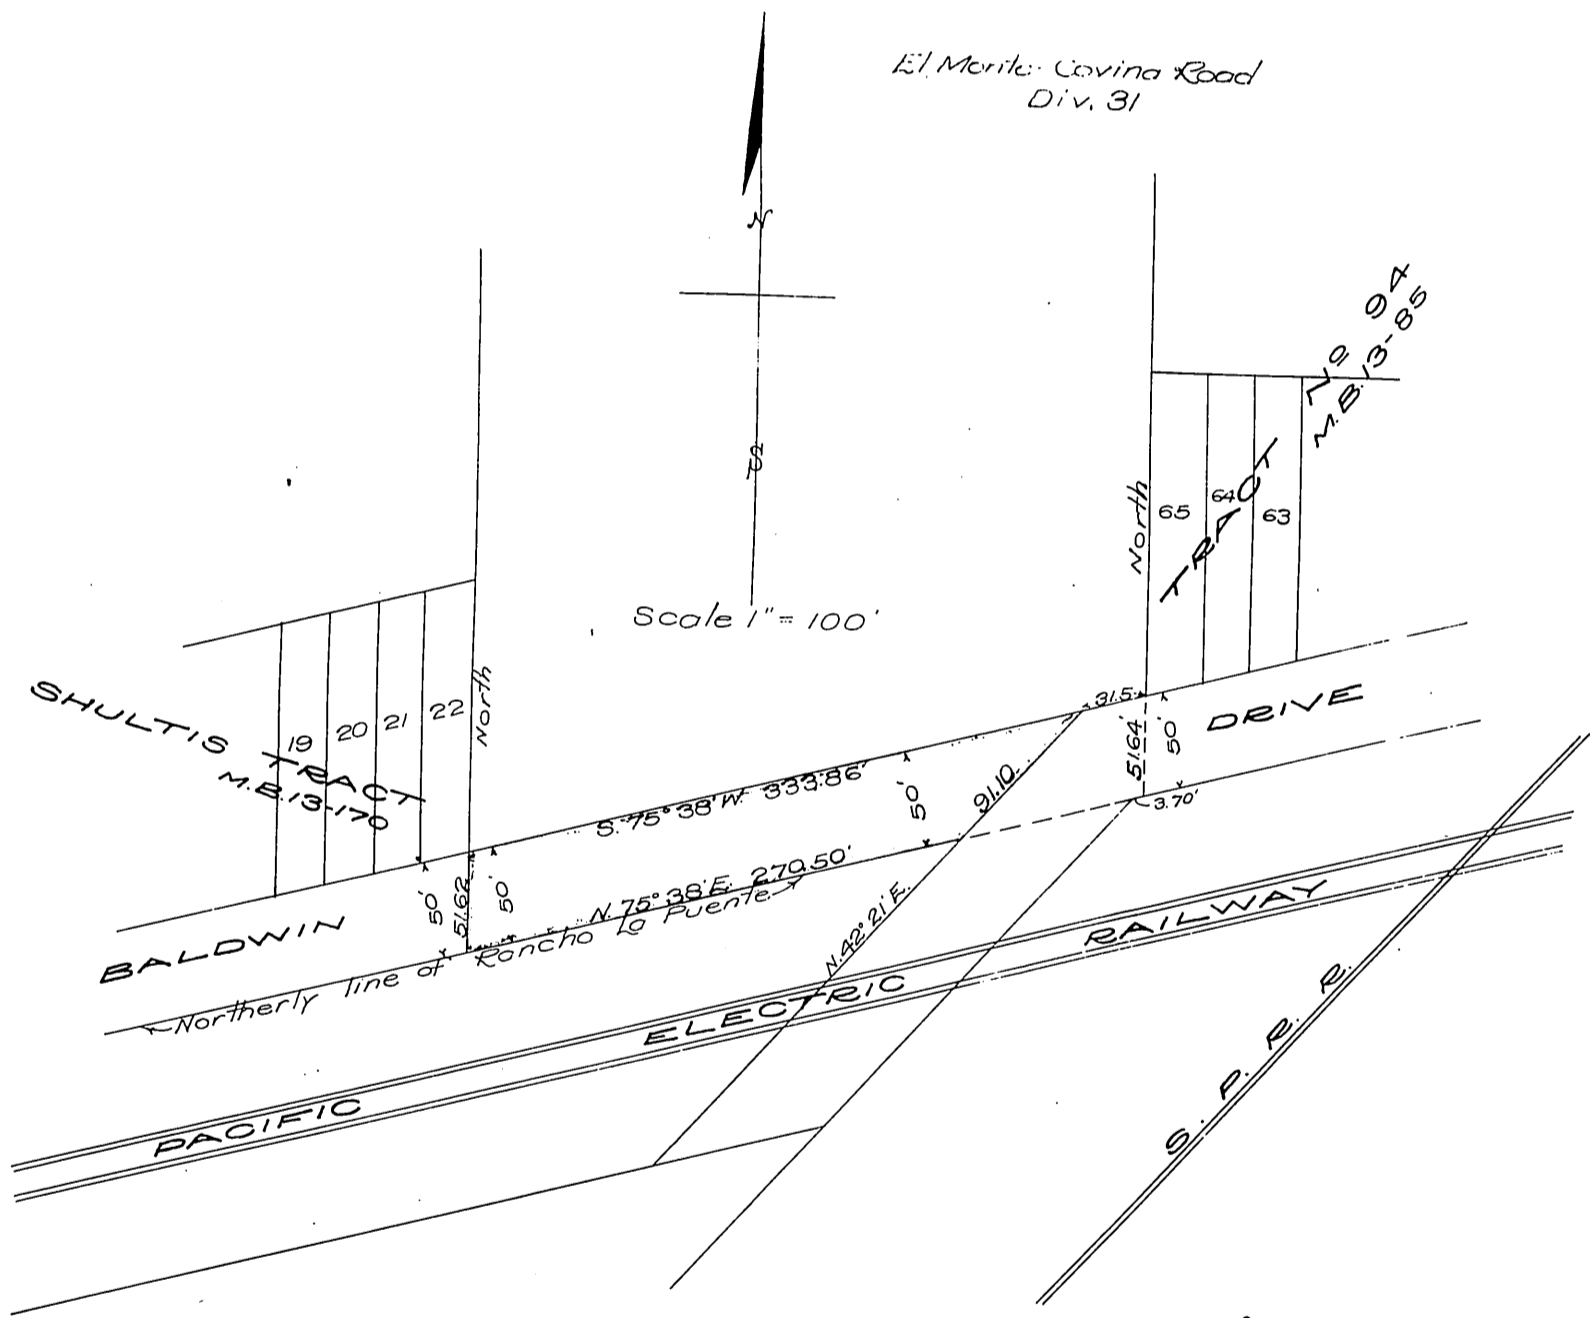 El Monte-Covina Road
Div. 31
N
Scale 1" = 100'
North
North
65
64
63
TRACT
No 94
M.B. 13-85
19
20
21
22
SHULTIS TRACT
M.B. 13-170
31.5
51.64'
50'
DRIVE
S. 75° 38' W. 333.86'
50'
91.10
3.70'
N. 75° 38' E. 270.50'
50'
51.62
50'
BALDWIN
Northerly line of Rancho La Puente
N. 42° 21' E.
PACIFIC ELECTRIC RAILWAY
S. P. R. R.